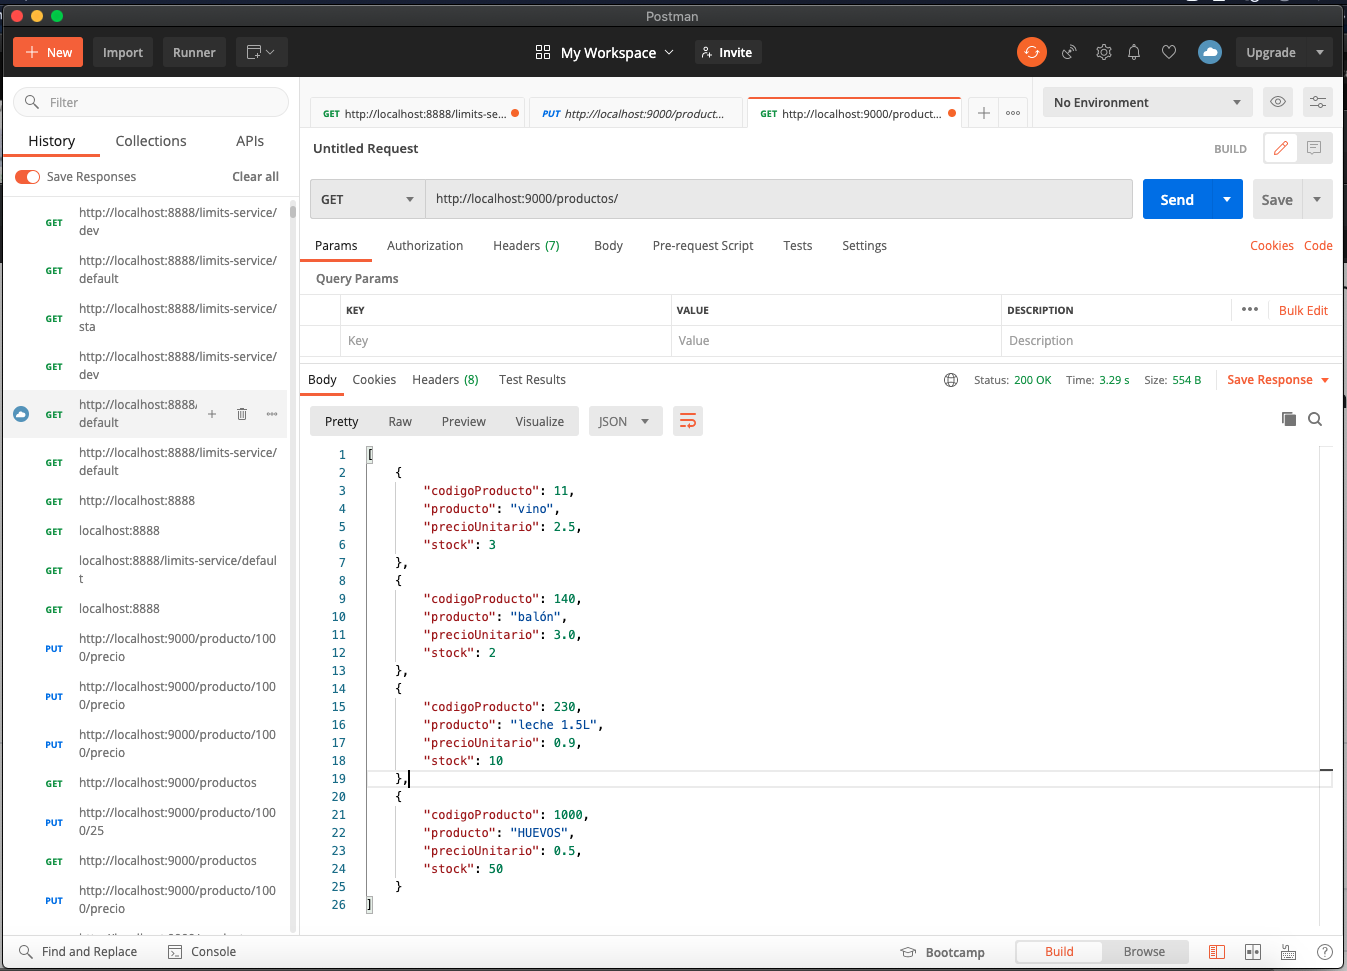 Postman
New
Import
Runner
My Workspace
Invite
Upgrade
Filter
History
Collections
APIs
Save Responses
Clear all
GET http://localhost:8888/limits-service/
dev
GET http://localhost:8888/limits-service/
default
GET http://localhost:8888/limits-service/
sta
GET http://localhost:8888/limits-service/
dev
GET http://localhost:8888/
default
GET http://localhost:8888/limits-service/
default
GET http://localhost:8888
GET localhost:8888
GET localhost:8888/limits-service/defaul
t
GET localhost:8888
PUT http://localhost:9000/producto/100
0/precio
PUT http://localhost:9000/producto/100
0/precio
PUT http://localhost:9000/producto/100
0/precio
GET http://localhost:9000/productos
PUT http://localhost:9000/producto/100
0/25
GET http://localhost:9000/productos
PUT http://localhost:9000/producto/100
0/precio
GET http://localhost:8888/limits-se...
PUT http://localhost:9000/product...
GET http://localhost:9000/product...
No Environment
Untitled Request
BUILD
GET
http://localhost:9000/productos/
Send
Save
Params
Authorization
Headers (7)
Body
Pre-request Script
Tests
Settings
Cookies
Code
Query Params
KEY
VALUE
DESCRIPTION
Bulk Edit
Key
Value
Description
Body
Cookies
Headers (8)
Test Results
Status: 200 OK
Time: 3.29 s
Size: 554 B
Save Response
Pretty
Raw
Preview
Visualize
JSON
1 [
2 {
3 "codigoProducto": 11,
4 "producto": "vino",
5 "precioUnitario": 2.5,
6 "stock": 3
7 },
8 {
9 "codigoProducto": 140,
10 "producto": "balón",
11 "precioUnitario": 3.0,
12 "stock": 2
13 },
14 {
15 "codigoProducto": 230,
16 "producto": "leche 1.5L",
17 "precioUnitario": 0.9,
18 "stock": 10
19 },
20 {
21 "codigoProducto": 1000,
22 "producto": "HUEVOS",
23 "precioUnitario": 0.5,
24 "stock": 50
25 }
26 ]
Find and Replace
Console
Bootcamp
Build
Browse